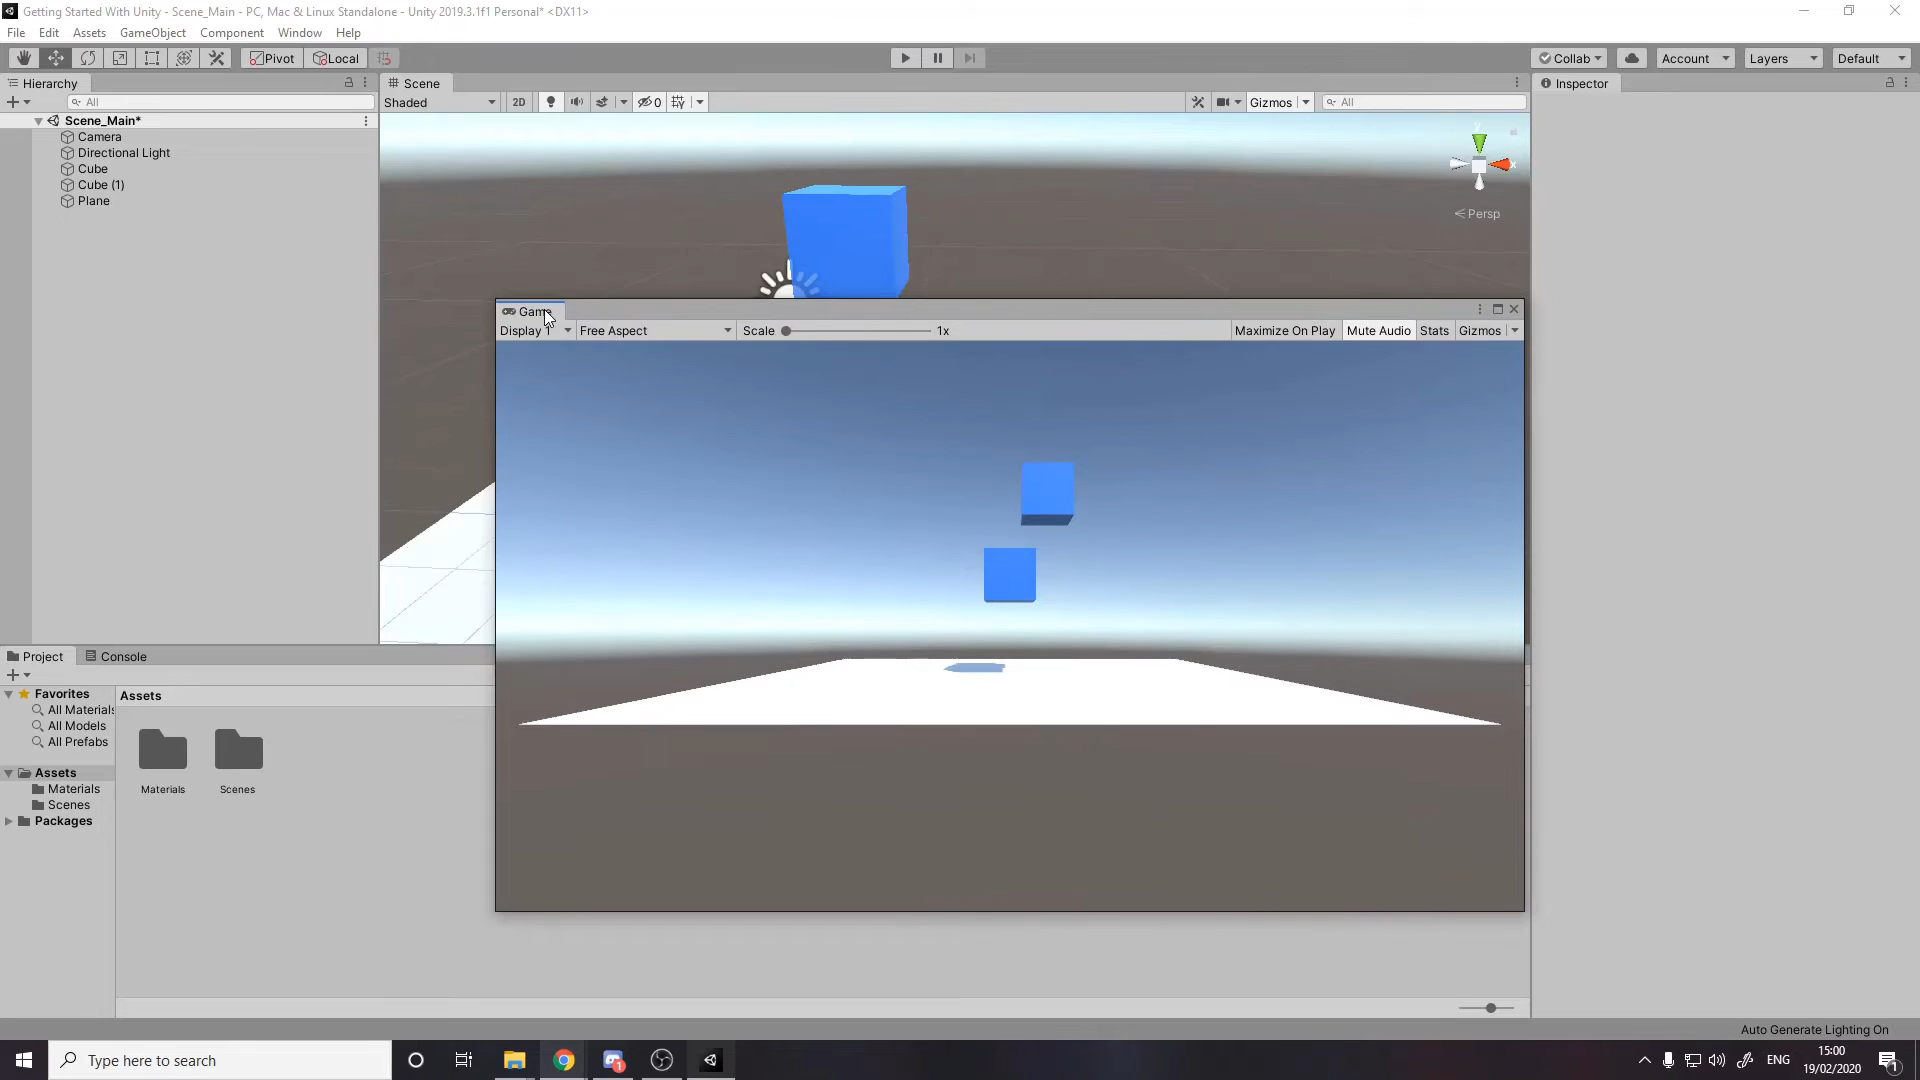 Getting Started With Unity - Scene_Main - PC, Mac & Linux Standalone - Unity 2019.3.1f1 Personal* <DX11>
File Edit Assets GameObject Component Window Help
Pivot Local Collab Account Layers Default
Hierarchy Scene Inspector
All Shaded 2D 0 Gizmos All
Scene_Main*
Camera
Directional Light
Cube
Cube (1)
Plane
Persp
Game
Display 1 Free Aspect Scale 1x Maximize On Play Mute Audio Stats Gizmos
Project Console
Favorites
All Materials
All Models
All Prefabs
Assets
Materials
Scenes
Packages
Assets
Materials Scenes
Auto Generate Lighting On
Type here to search
1
ENG
15:00
19/02/2020
1